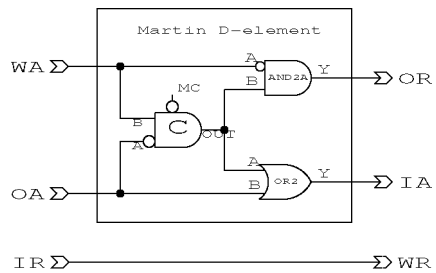 Martin D-element
WA
A
Y
OR
AND2A
B
MC
B
C
OUT
A
A
Y
IA
B
OR2
OA
IR
WR